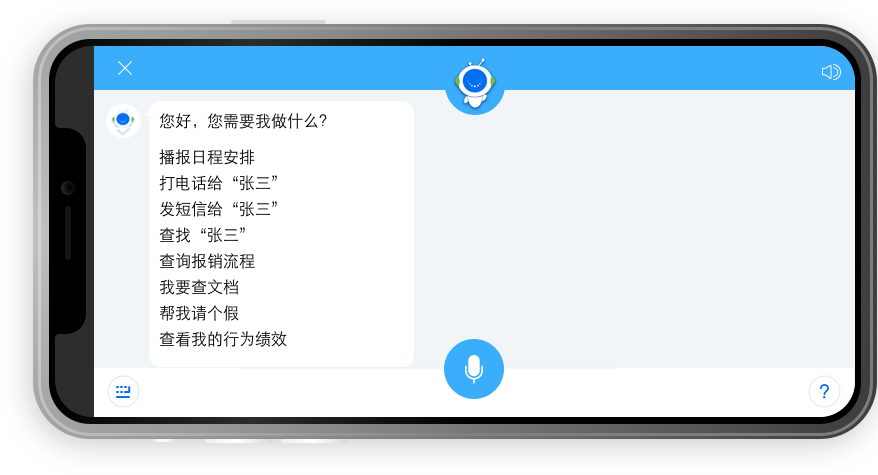 您好，您需要我做什么？
播报日程安排
打电话给“张三”
发短信给“张三”
查找“张三”
查询报销流程
我要查文档
帮我请个假
查看我的行为绩效
?